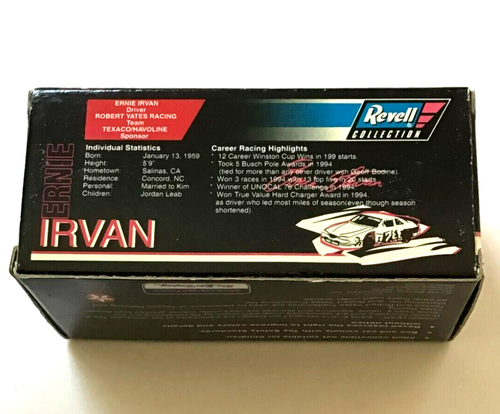 ERNIE IRVAN
Driver
ROBERT YATES RACING
Team
TEXACO/HAVOLINE
Sponsor
Revell
COLLECTION
Individual Statistics
Born: January 13, 1959
Height: 5'9"
Hometown: Salinas, CA
Residence: Concord, NC
Personal: Married to Kim
Children: Jordan Leab
Career Racing Highlights
* 12 Career Winston Cup Wins in 199 starts.
* Took 5 Busch Pole Awards in 1994
(tied for more than any other driver with Geoff Bodine).
* Won 3 races in 1994 with 13 top five's 20 starts
* Winner of UNOCAL 76 Challenge in 1994
* Won True Value Hard Charger Award in 1994,
as driver who led most miles of season(even though season
shortened).
ERNIE
IRVAN